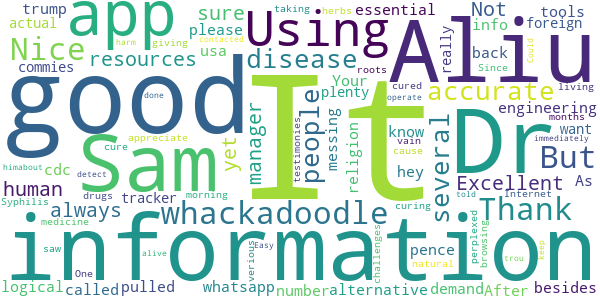 trump app Using sure taking herbs essential Not tools
actual Nice please giving info foreign
commies usa really back Since roots
resources disease Your plenty Aliu
good It accurate living
done manager people messing cured operate engineering
Sam yet testimonies religion know vain months want
cdc cure appreciate hey cause immediately
himabout detect harm contacted Could
human drugs morning several Dr But
Syphilis always tracker whackadoodle Excellent As
medicine told Internet
information Thank
saw alive Easy verious challenges pence perplexed browsing
logical One called pulled whatsapp number alternative natural demand After trou keep besides
curing